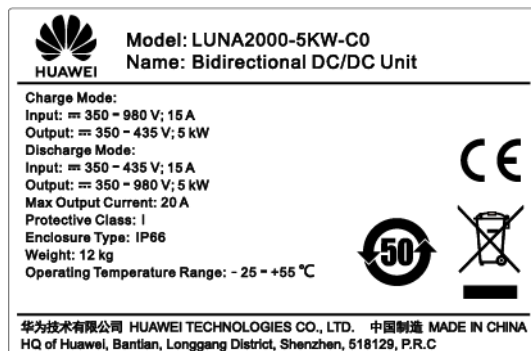 HUAWEI
Model: LUNA2000-5KW-C0
Name: Bidirectional DC/DC Unit
Charge Mode:
Input: ⎓ 350 - 980 V; 15 A
Output: ⎓ 350 - 435 V; 5 kW
Discharge Mode:
Input: ⎓ 350 - 435 V; 15 A
Output: ⎓ 350 - 980 V; 5 kW
Max Output Current: 20 A
Protective Class: I
Enclosure Type: IP66
Weight: 12 kg
Operating Temperature Range: - 25 - +55 ℃
CE
50
华为技术有限公司 HUAWEI TECHNOLOGIES CO., LTD. 中国制造 MADE IN CHINA
HQ of Huawei, Bantian, Longgang District, Shenzhen, 518129, P.R.C